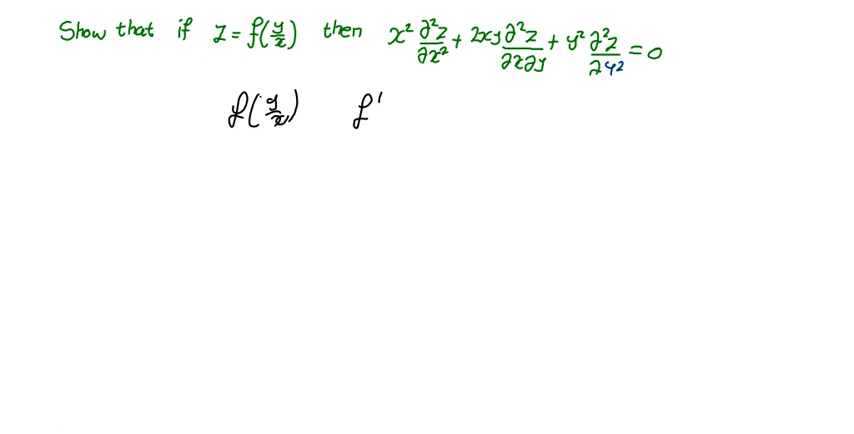 Show that if z = f(y/x) then x² ∂²z/∂x² + 2xy ∂²z/∂x∂y + y² ∂²z/∂y² = 0
f(y/x) f'